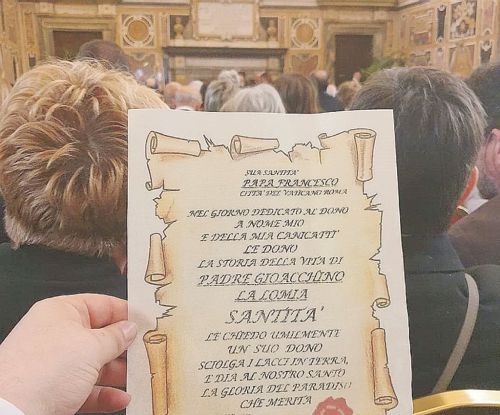 SUA SANTITA'
PAPA FRANCESCO
CITTA' DEL VATICANO ROMA
NEL GIORNO DEDICATO AL DONO
A NOME MIO
E DELLA MIA CANICATTI'
LE DONO
LA STORIA DELLA VITA DI
PADRE GIOACCHINO
LA LOMIA
SANTITA'
LE CHIEDO UMILMENTE
UN SUO DONO
SCIOLGA I LACCI IN TERRA,
E DIA AL NOSTRO SANTO
LA GLORIA DEL PARADISO
CHE MERITA